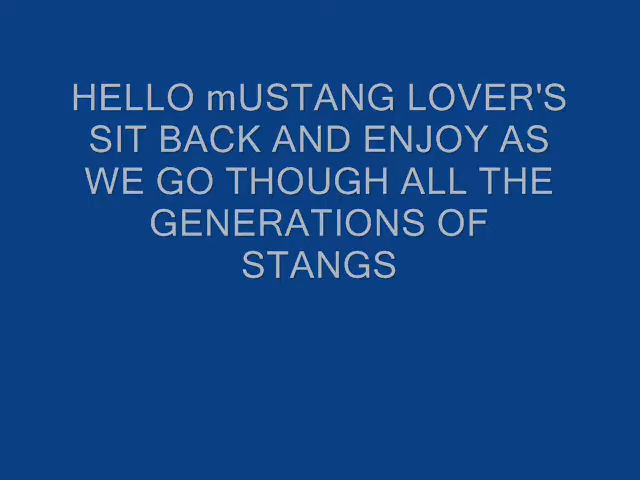 HELLO mUSTANG LOVER'S
SIT BACK AND ENJOY AS
WE GO THOUGH ALL THE
GENERATIONS OF
STANGS